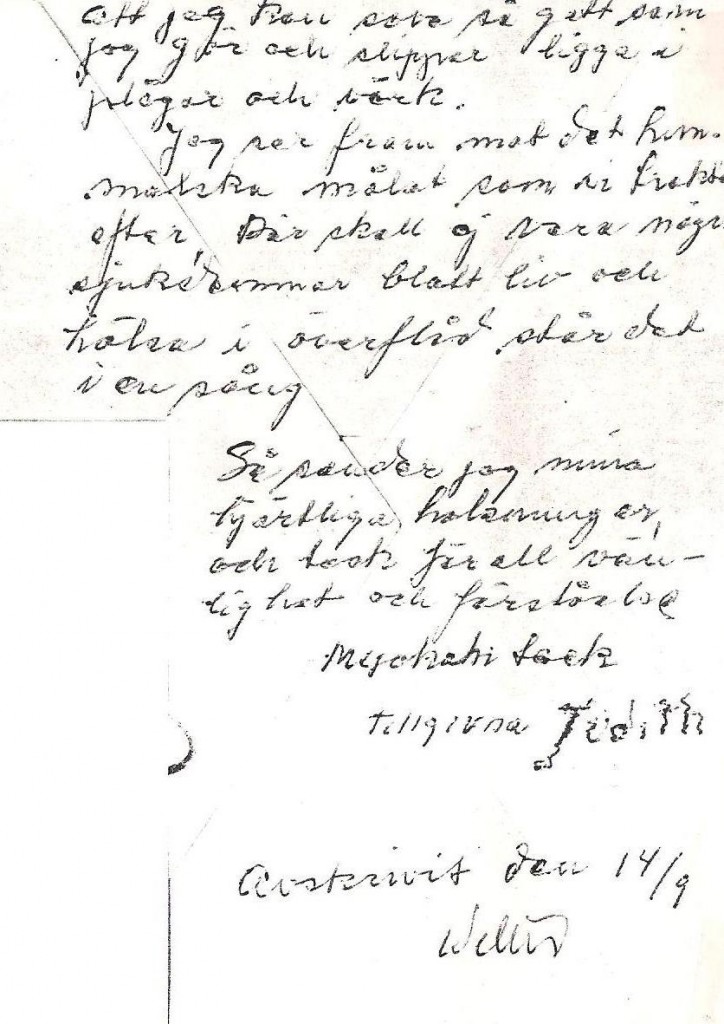 att jag kan sova så gott som
jag gör och slipper ligga i
plågor och värk.
Jag ser fram mot det him-
melska målet som vi trakta
efter, Där skall ej vara någr
sjukdommar blott liv och
hälsa i överflöd står det
i en sång
Så sänder jag mina
hjärtliga hälsningar,
och tack för all vän-
lighet och förståelse
Mycket tack
tillgivna Judith
Avskrivit den 14/9